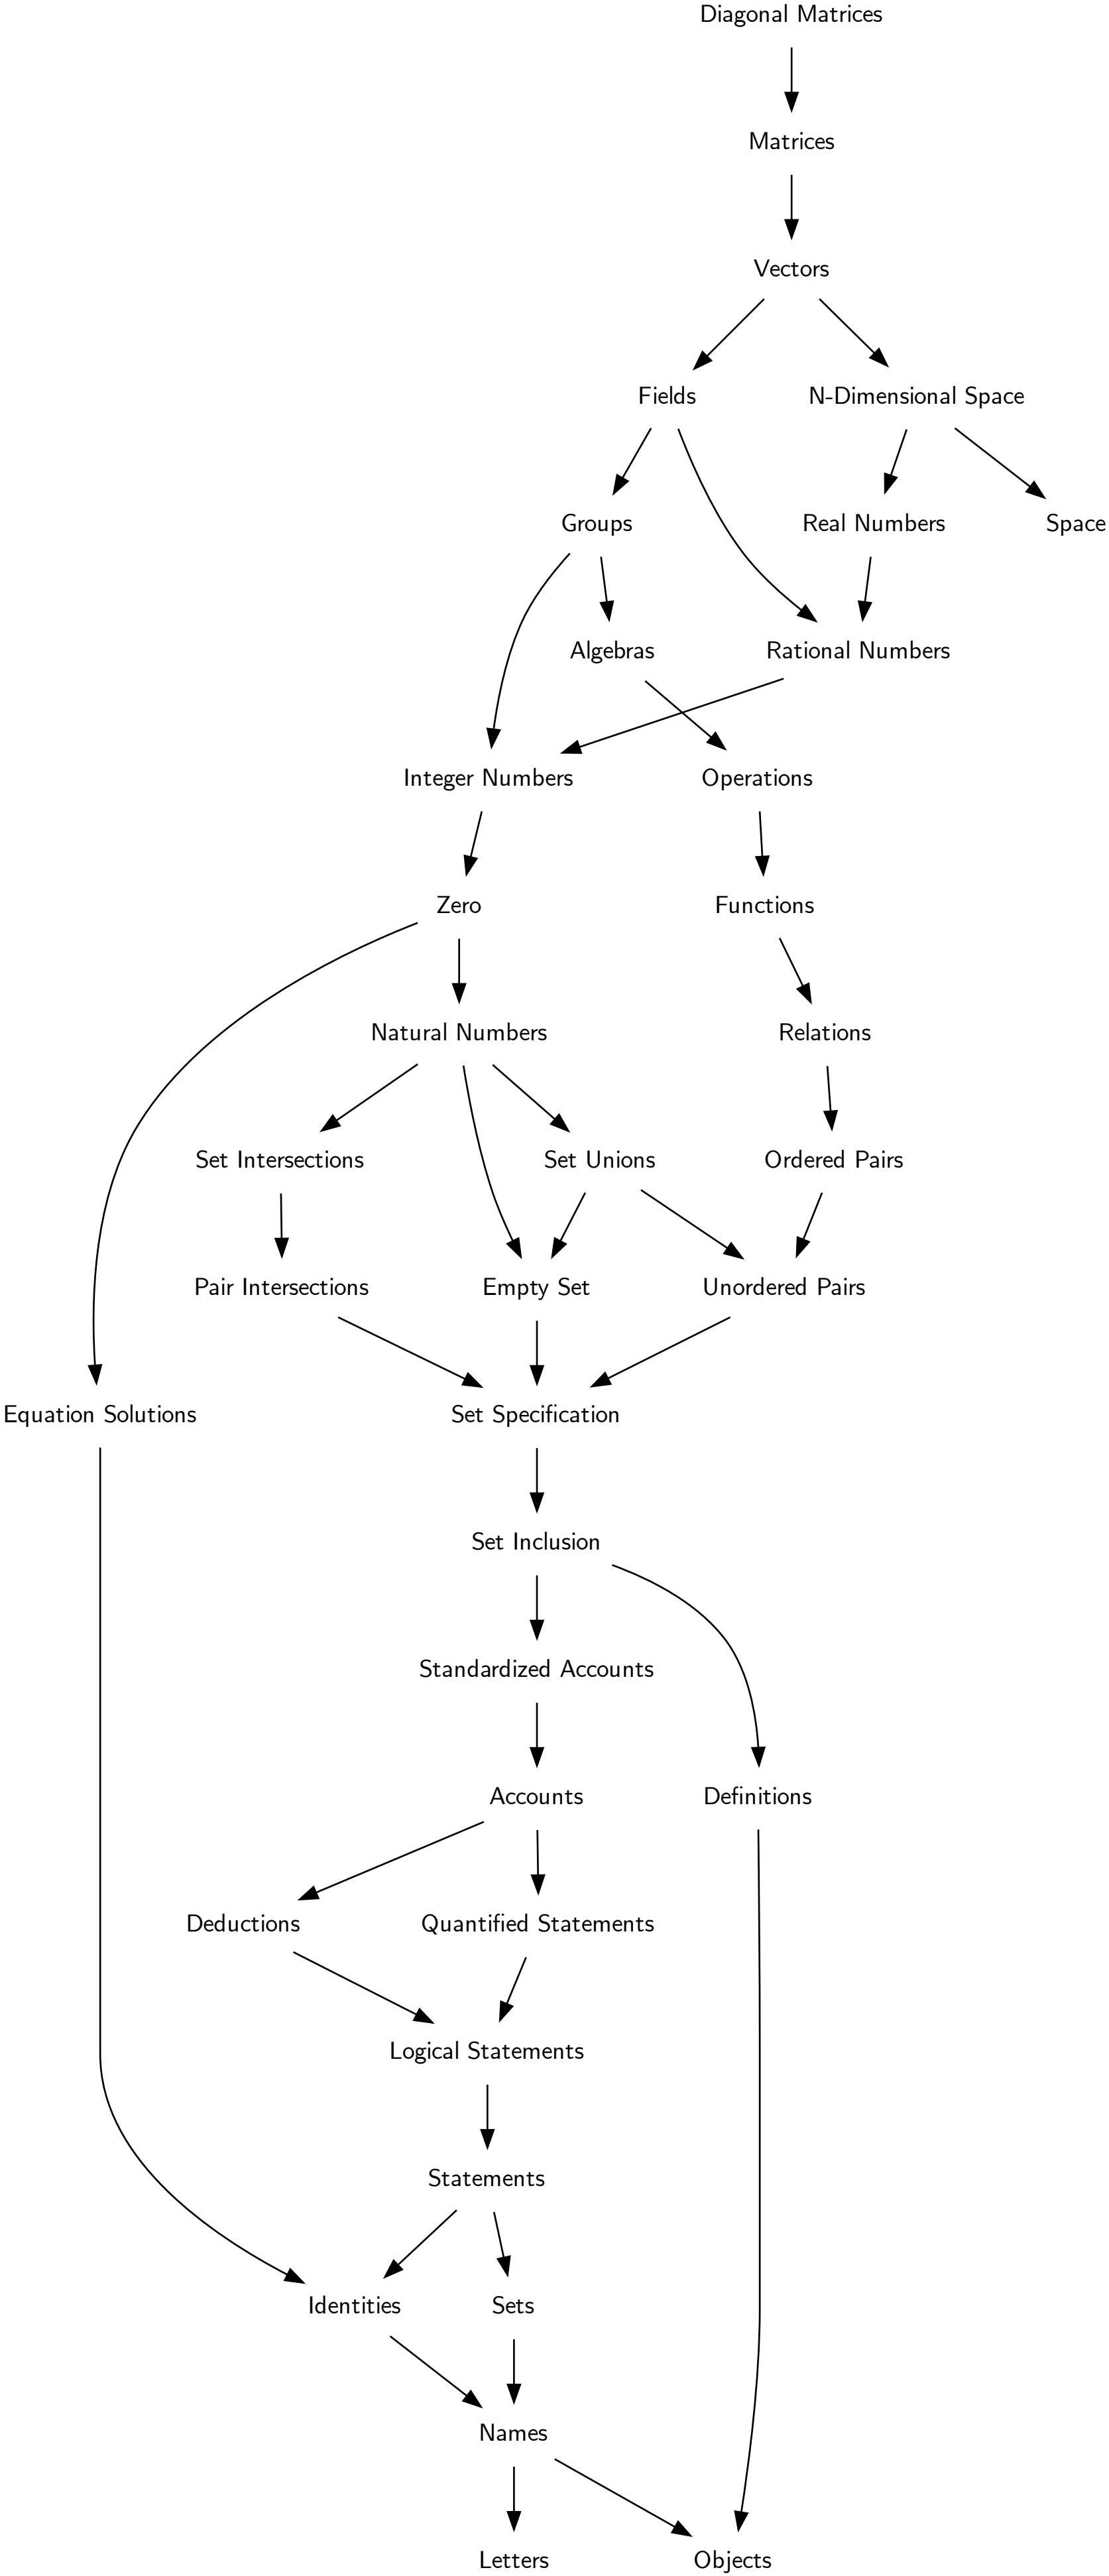 Diagonal Matrices
Matrices
Vectors
Fields
N-Dimensional Space
Groups
Real Numbers
Space
Algebras
Rational Numbers
Integer Numbers
Operations
Zero
Functions
Natural Numbers
Relations
Set Intersections
Set Unions
Ordered Pairs
Pair Intersections
Empty Set
Unordered Pairs
Equation Solutions
Set Specification
Set Inclusion
Standardized Accounts
Accounts
Definitions
Deductions
Quantified Statements
Logical Statements
Statements
Identities
Sets
Names
Letters
Objects